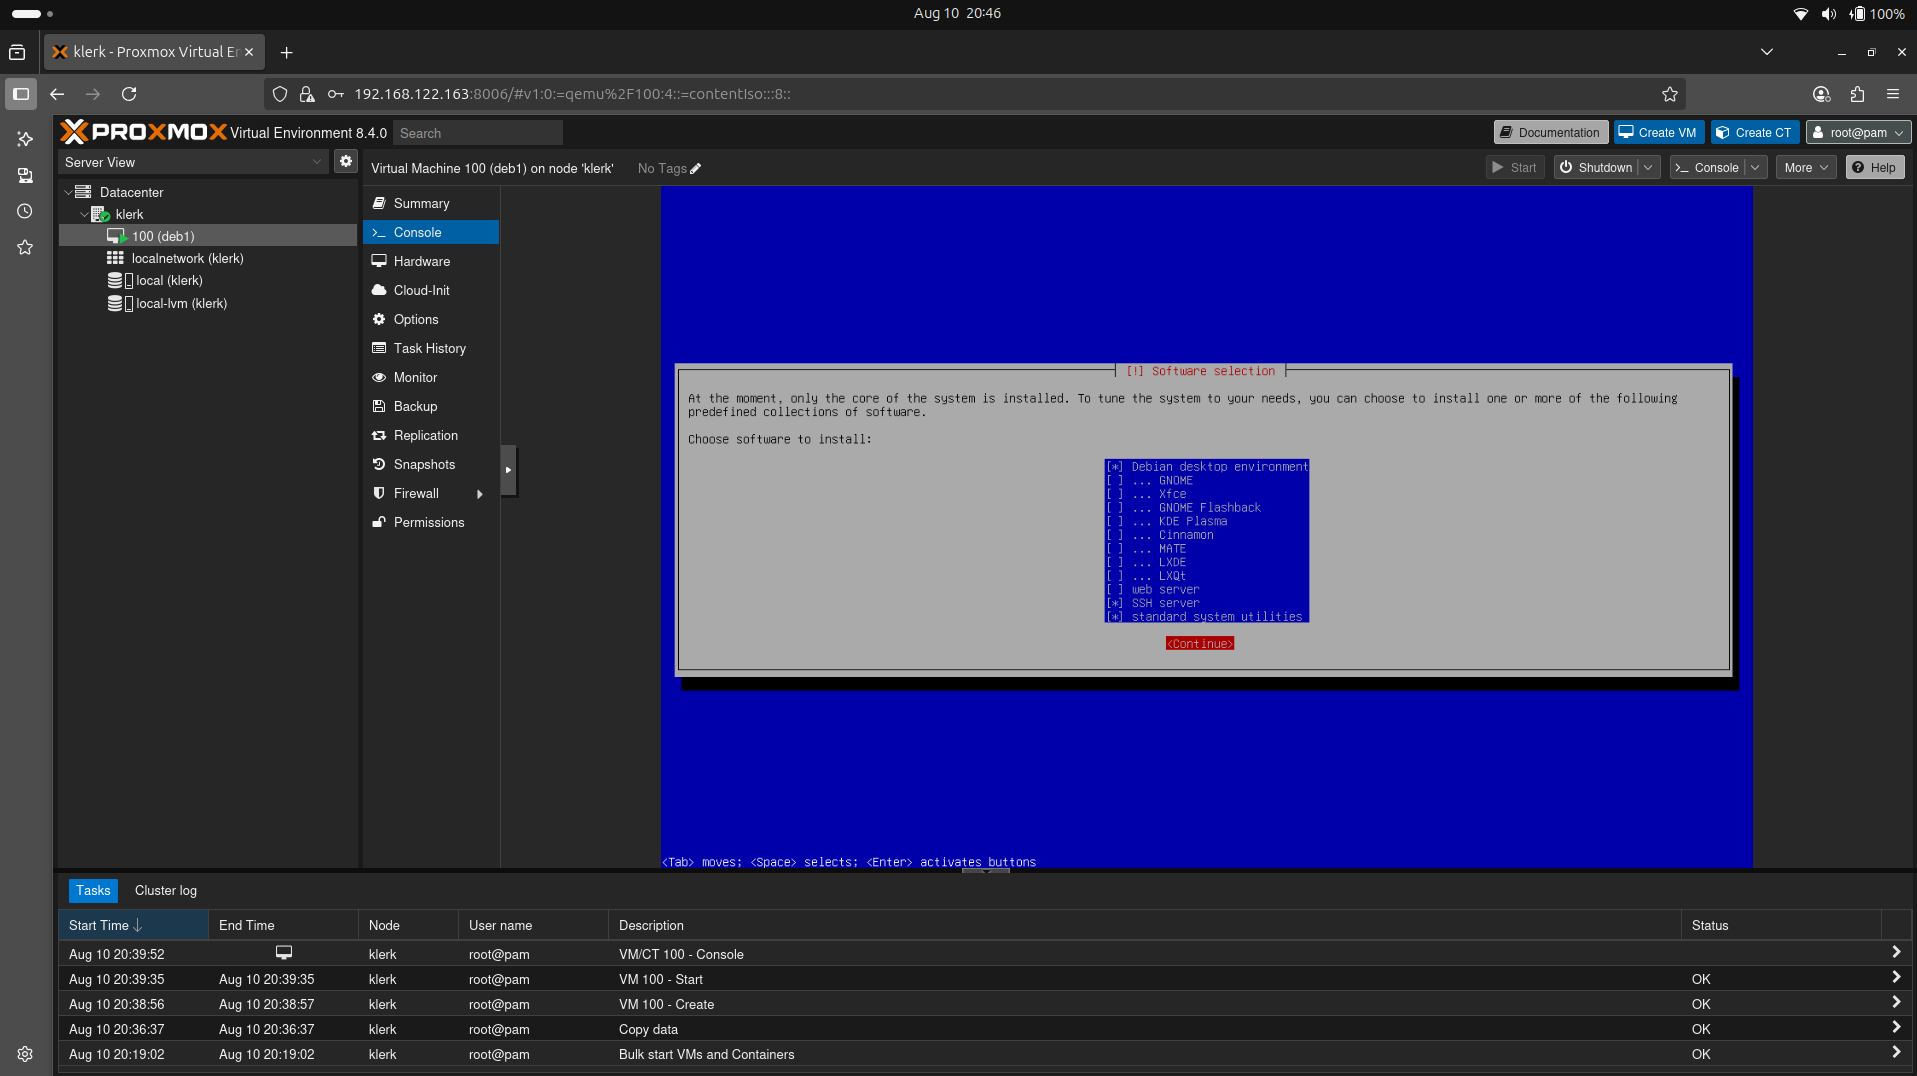 Aug 10 20:46
100%
klerk - Proxmox Virtual En
192.168.122.163:8006/#v1:0:=qemu%2F100:4::=contentIso:::8::
PROXMOX Virtual Environment 8.4.0
Search
Documentation
Create VM
Create CT
root@pam
Server View
Virtual Machine 100 (deb1) on node 'klerk'
No Tags
Start
Shutdown
Console
More
Help
Datacenter
klerk
100 (deb1)
localnetwork (klerk)
local (klerk)
local-lvm (klerk)
Summary
Console
Hardware
Cloud-Init
Options
Task History
Monitor
Backup
Replication
Snapshots
Firewall
Permissions
[!] Software selection
At the moment, only the core of the system is installed. To tune the system to your needs, you can choose to install one or more of the following
predefined collections of software.
Choose software to install:
[*] Debian desktop environment
[ ] ... GNOME
[ ] ... Xfce
[ ] ... GNOME Flashback
[ ] ... KDE Plasma
[ ] ... Cinnamon
[ ] ... MATE
[ ] ... LXDE
[ ] ... LXQt
[ ] web server
[*] SSH server
[*] standard system utilities
<Continue>
<Tab> moves; <Space> selects; <Enter> activates buttons
Tasks
Cluster log
Start Time End Time Node User name Description Status
Aug 10 20:39:52 klerk root@pam VM/CT 100 - Console
Aug 10 20:39:35 Aug 10 20:39:35 klerk root@pam VM 100 - Start OK
Aug 10 20:38:56 Aug 10 20:38:57 klerk root@pam VM 100 - Create OK
Aug 10 20:36:37 Aug 10 20:36:37 klerk root@pam Copy data OK
Aug 10 20:19:02 Aug 10 20:19:02 klerk root@pam Bulk start VMs and Containers OK